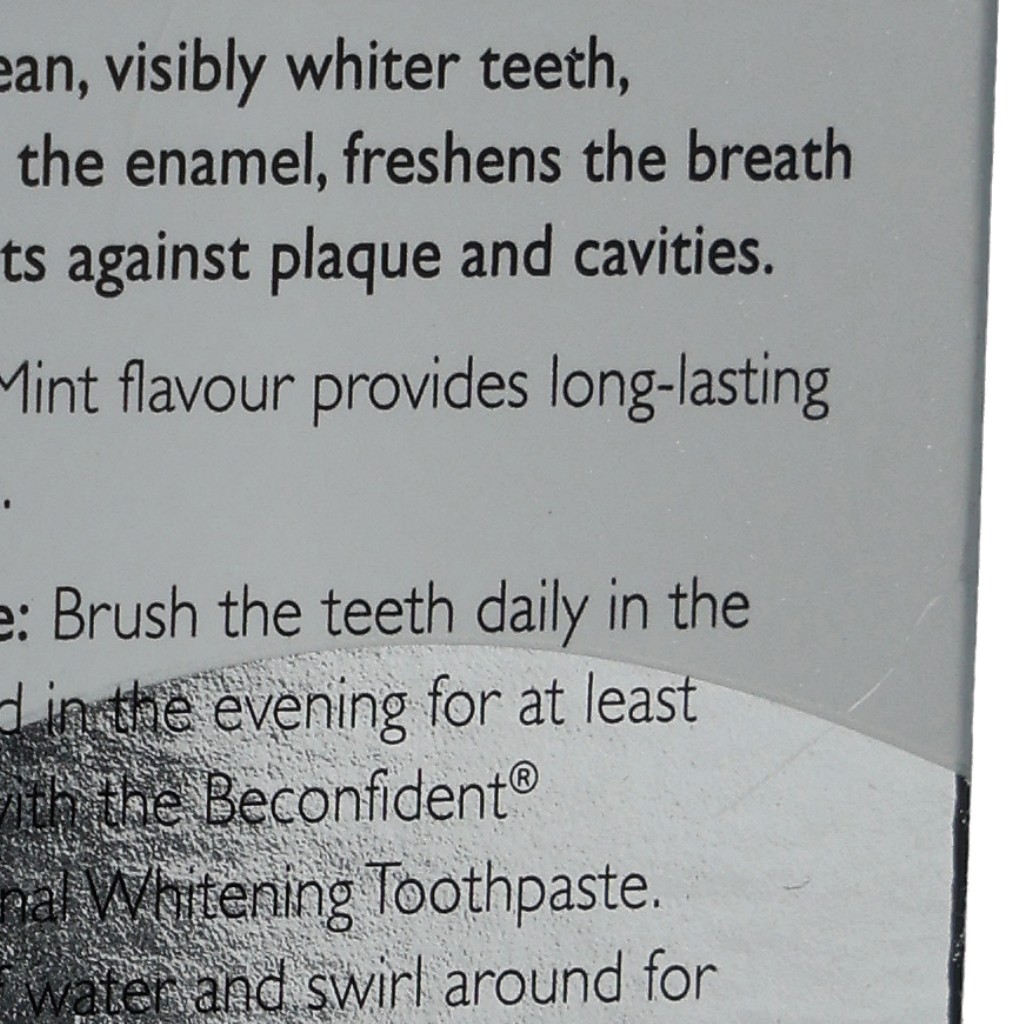 ean, visibly whiter teeth,
the enamel, freshens the breath
ts against plaque and cavities.
Mint flavour provides long-lasting
.
e: Brush the teeth daily in the
d in the evening for at least
with the Beconfident®
nal Whitening Toothpaste.
f water and swirl around for